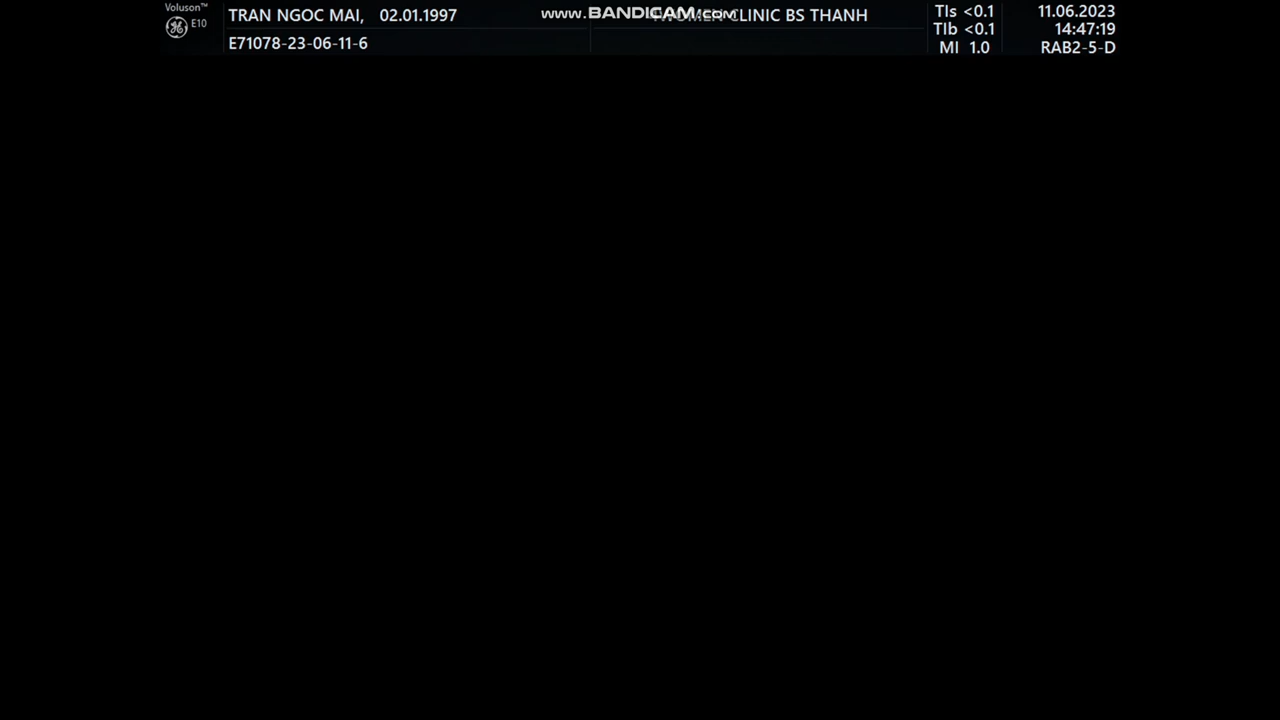 Voluson™
E10
TRAN NGOC MAI, 02.01.1997
E71078-23-06-11-6
www.BANDICAM.com
CLINIC BS THANH
TIs <0.1
TIb <0.1
MI 1.0
11.06.2023
14:47:19
RAB2-5-D